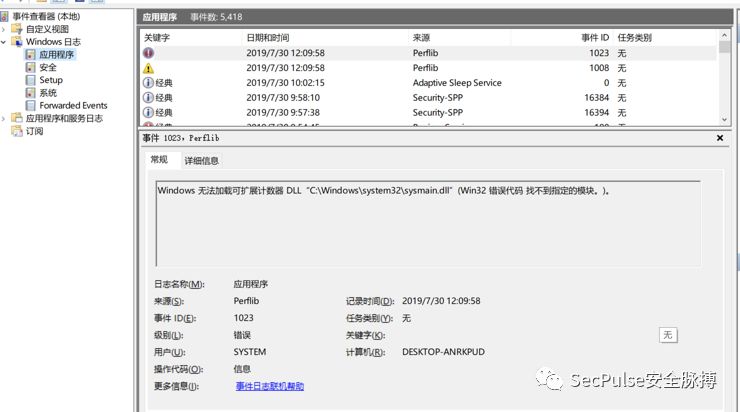 事件查看器 (本地)
自定义视图
Windows 日志
应用程序
安全
Setup
系统
Forwarded Events
应用程序和服务日志
订阅
应用程序 事件数: 5,418
关键字 日期和时间 来源 事件 ID 任务类别
2019/7/30 12:09:58 Perflib 1023 无
2019/7/30 12:09:58 Perflib 1008 无
经典 2019/7/30 10:02:15 Adaptive Sleep Service 0 无
经典 2019/7/30 9:58:10 Security-SPP 16384 无
经典 2019/7/30 9:57:38 Security-SPP 16394 无
事件 1023，Perflib
常规 详细信息
Windows 无法加载可扩展计数器 DLL “C:\Windows\system32\sysmain.dll” (Win32 错误代码 找不到指定的模块。)。
日志名称(M): 应用程序
来源(S): Perflib 记录时间(D): 2019/7/30 12:09:58
事件 ID(E): 1023 任务类别(Y): 无
级别(L): 错误 关键字(K):
无
用户(U): SYSTEM 计算机(R): DESKTOP-ANRKPUD
操作代码(O): 信息
更多信息(I): 事件日志联机帮助
SecPulse安全脉搏